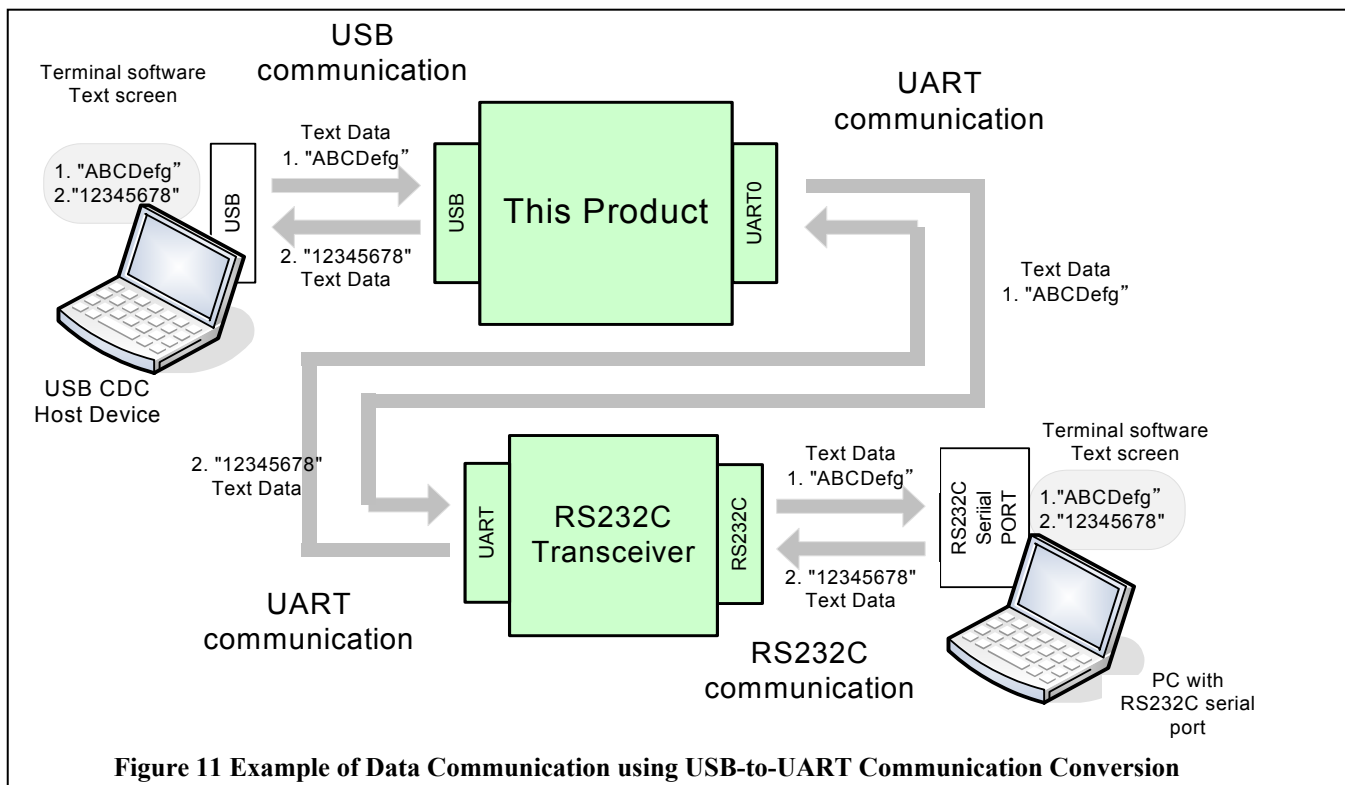 USB
communication
Terminal software
Text screen
UART
communication
1. "ABCDefg”
2."12345678"
USB
Text Data
1. "ABCDefg”
2. "12345678"
Text Data
USB
This Product
UART0
Text Data
1. "ABCDefg”
USB CDC
Host Device
2. "12345678"
Text Data
UART
RS232C
Transceiver
RS232C
Text Data
1. "ABCDefg”
2. "12345678"
Text Data
RS232C
Seriial
PORT
Terminal software
Text screen
1."ABCDefg”
2."12345678"
UART
communication
RS232C
communication
PC with
RS232C serial
port
Figure 11 Example of Data Communication using USB-to-UART Communication Conversion